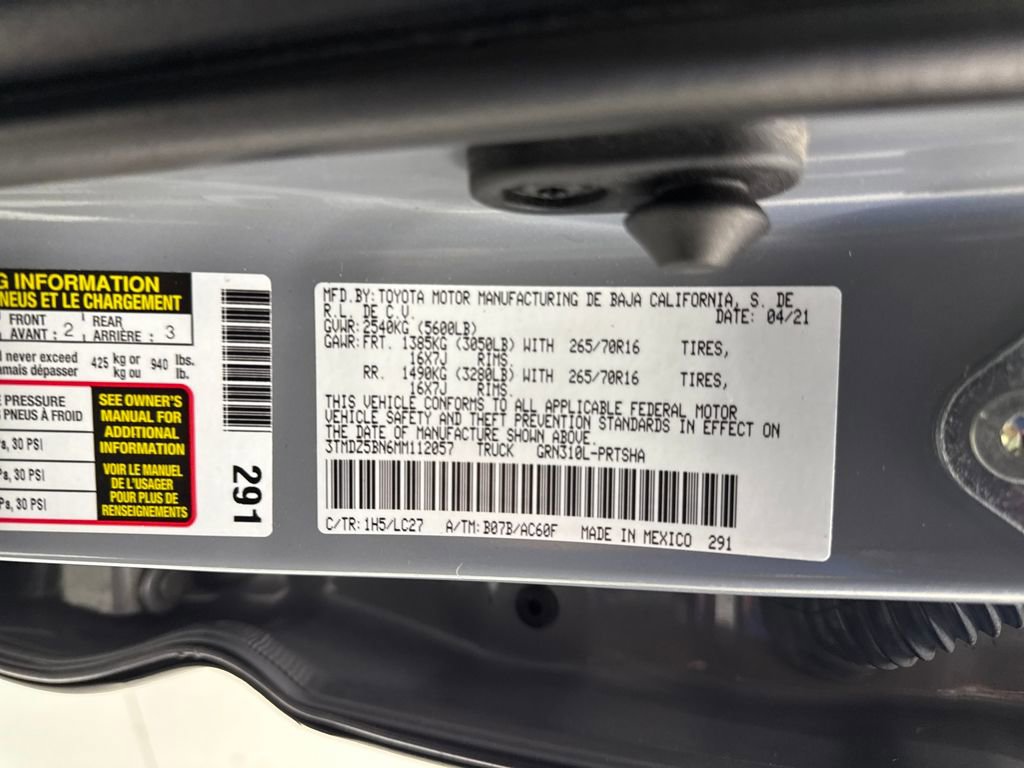 G INFORMATION
PNEUS ET LE CHARGEMENT
FRONT
AVANT : 2
REAR
ARRIÈRE : 3
never exceed
amais dépasser
425 kg or
kg ou
940 lbs.
lb.
PRESSURE
PNEUS À FROID
a, 30 PSI
Pa, 30 PSI
Pa, 30 PSI
SEE OWNER'S
MANUAL FOR
ADDITIONAL
INFORMATION
VOIR LE MANUEL
DE L'USAGER
POUR PLUS DE
RENSEIGNEMENTS
291
MFD.BY: TOYOTA MOTOR MANUFACTURING DE BAJA CALIFORNIA, S. DE
R.L. DE C.V. DATE: 04/21
GVWR: 2540KG (5600LB)
GAWR: FRT. 1385KG (3050LB) WITH 265/70R16 TIRES,
16X7J RIMS.
RR. 1490KG (3280LB) WITH 265/70R16 TIRES,
16X7J RIMS.
THIS VEHICLE CONFORMS TO ALL APPLICABLE FEDERAL MOTOR
VEHICLE SAFETY AND THEFT PREVENTION STANDARDS IN EFFECT ON
THE DATE OF MANUFACTURE SHOWN ABOVE.
3TMDZ5BN6MM112057 TRUCK GRN310L-PRTSHA
C/TR: 1H5/LC27 A/TM: B07B/AC60F MADE IN MEXICO 291